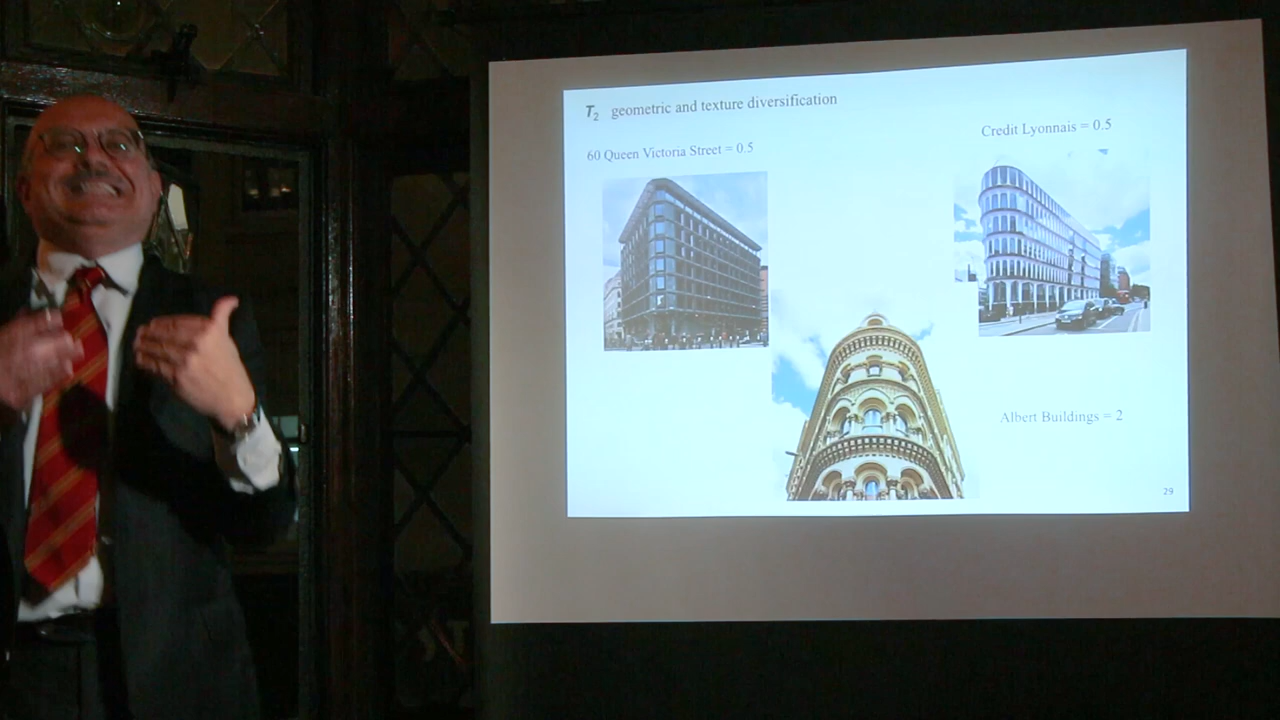 T2 geometric and texture diversification
Credit Lyonnais = 0.5
60 Queen Victoria Street = 0.5
Albert Buildings = 2
29